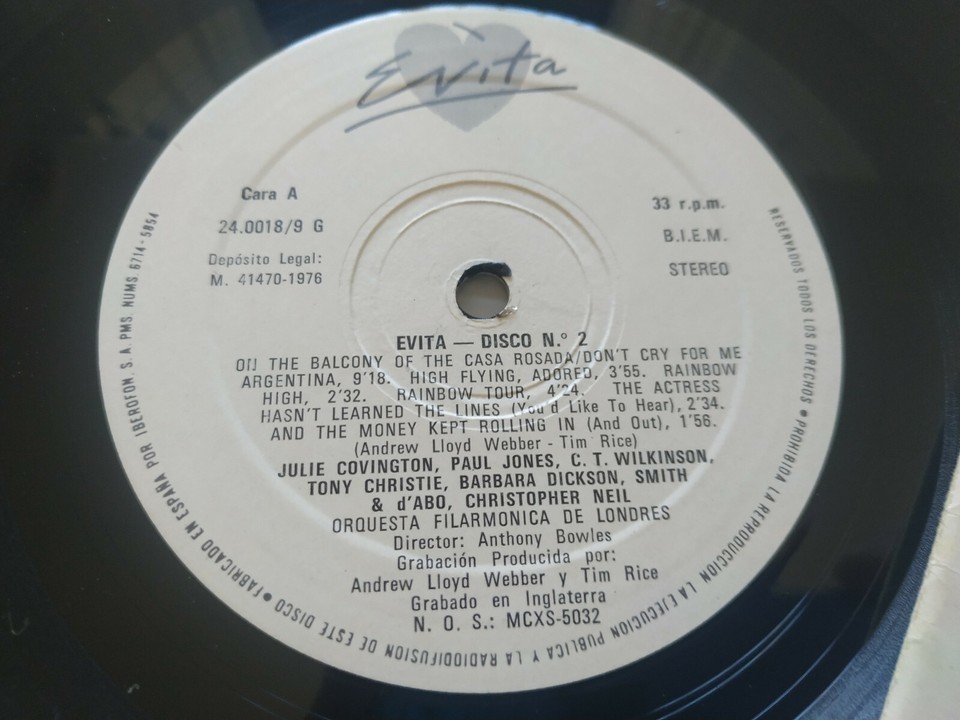 Evita
Cara A
24.0018/9 G
Depósito Legal:
M. 41470-1976
33 r.p.m.
B.I.E.M.
STEREO
EVITA — DISCO N.° 2
ON THE BALCONY OF THE CASA ROSADA/DON'T CRY FOR ME
ARGENTINA, 9'18. HIGH FLYING, ADORED, 3'55. RAINBOW
HIGH, 2'32. RAINBOW TOUR, 4'24. THE ACTRESS
HASN'T LEARNED THE LINES (You'd Like To Hear), 2'34.
AND THE MONEY KEPT ROLLING IN (And Out), 1'56.
(Andrew Lloyd Webber - Tim Rice)
JULIE COVINGTON, PAUL JONES, C. T. WILKINSON,
TONY CHRISTIE, BARBARA DICKSON, SMITH
& d'ABO, CHRISTOPHER NEIL
ORQUESTA FILARMONICA DE LONDRES
Director: Anthony Bowles
Grabación Producida por:
Andrew Lloyd Webber y Tim Rice
Grabado en Inglaterra
N. O. S.: MCXS-5032
RESERVADOS TODOS LOS DERECHOS • PROHIBIDA LA REPRODUCCION, LA EJECUCION PUBLICA Y LA RADIODIFUSION DE ESTE DISCO • FABRICADO EN ESPAÑA POR IBEROFON, S. A. PMS. NUMS 6714-5854